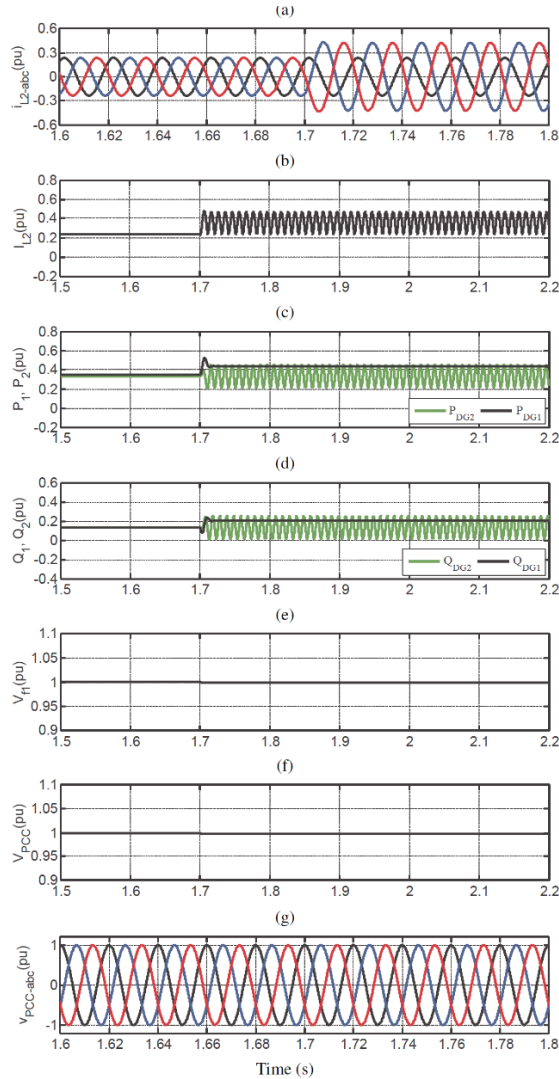 (a)
i_L2-abc(pu)
0.6
0.3
0
-0.3
-0.6
1.6 1.62 1.64 1.66 1.68 1.7 1.72 1.74 1.76 1.78 1.8
(b)
I_L2(pu)
0.8
0.6
0.4
0.2
0
-0.2
1.5 1.6 1.7 1.8 1.9 2 2.1 2.2
(c)
P_1, P_2(pu)
0.8
0.6
0.4
0.2
0
-0.2
P_DG2 P_DG1
1.5 1.6 1.7 1.8 1.9 2 2.1 2.2
(d)
Q_1, Q_2(pu)
0.6
0.4
0.2
0
-0.2
-0.4
Q_DG2 Q_DG1
1.5 1.6 1.7 1.8 1.9 2 2.1 2.2
(e)
V_f1(pu)
1.1
1.05
1
0.95
0.9
1.5 1.6 1.7 1.8 1.9 2 2.1 2.2
(f)
V_PCC(pu)
1.1
1.05
1
0.95
0.9
1.5 1.6 1.7 1.8 1.9 2 2.1 2.2
(g)
v_PCC-abc(pu)
1
0
-1
1.6 1.62 1.64 1.66 1.68 1.7 1.72 1.74 1.76 1.78 1.8
Time (s)